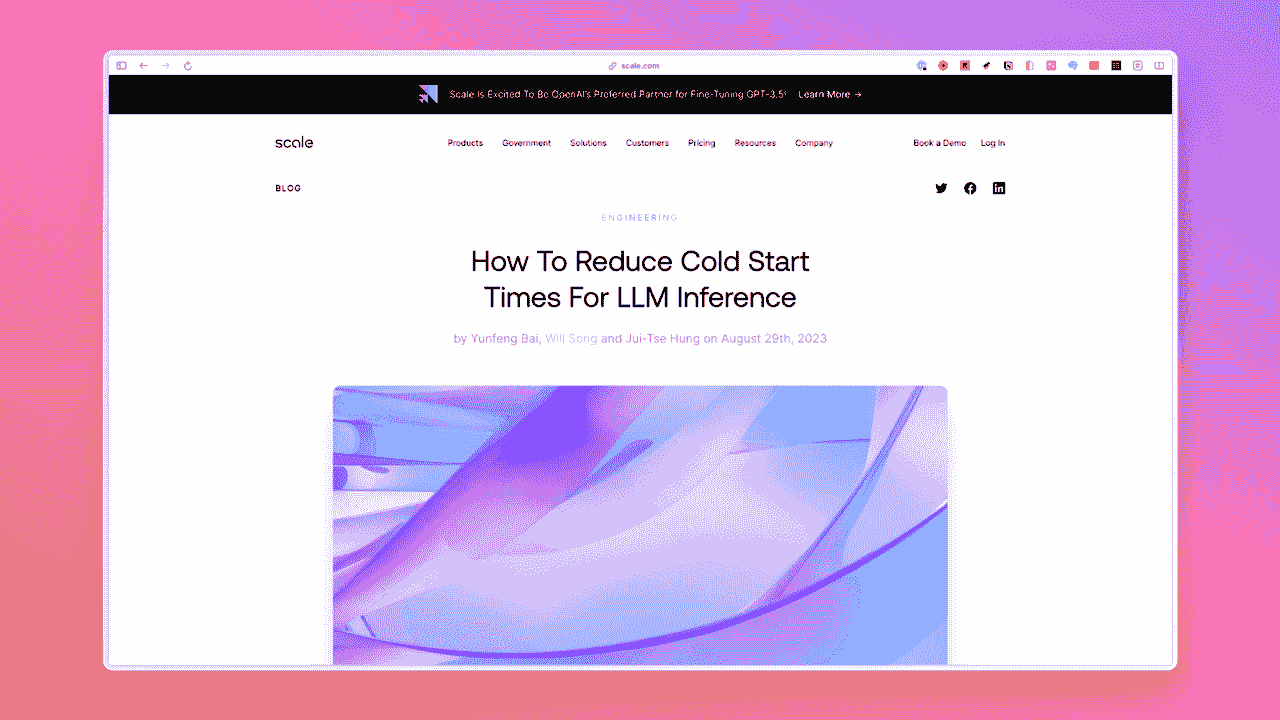 scale.com
Scale Is Excited To Be OpenAI's Preferred Partner for Fine-Tuning GPT-3.5! Learn More →
scale
Products Government Solutions Customers Pricing Resources Company Book a Demo Log In
BLOG
ENGINEERING
How To Reduce Cold Start
Times For LLM Inference
by Yunfeng Bai, Will Song and Jui-Tse Hung on August 29th, 2023